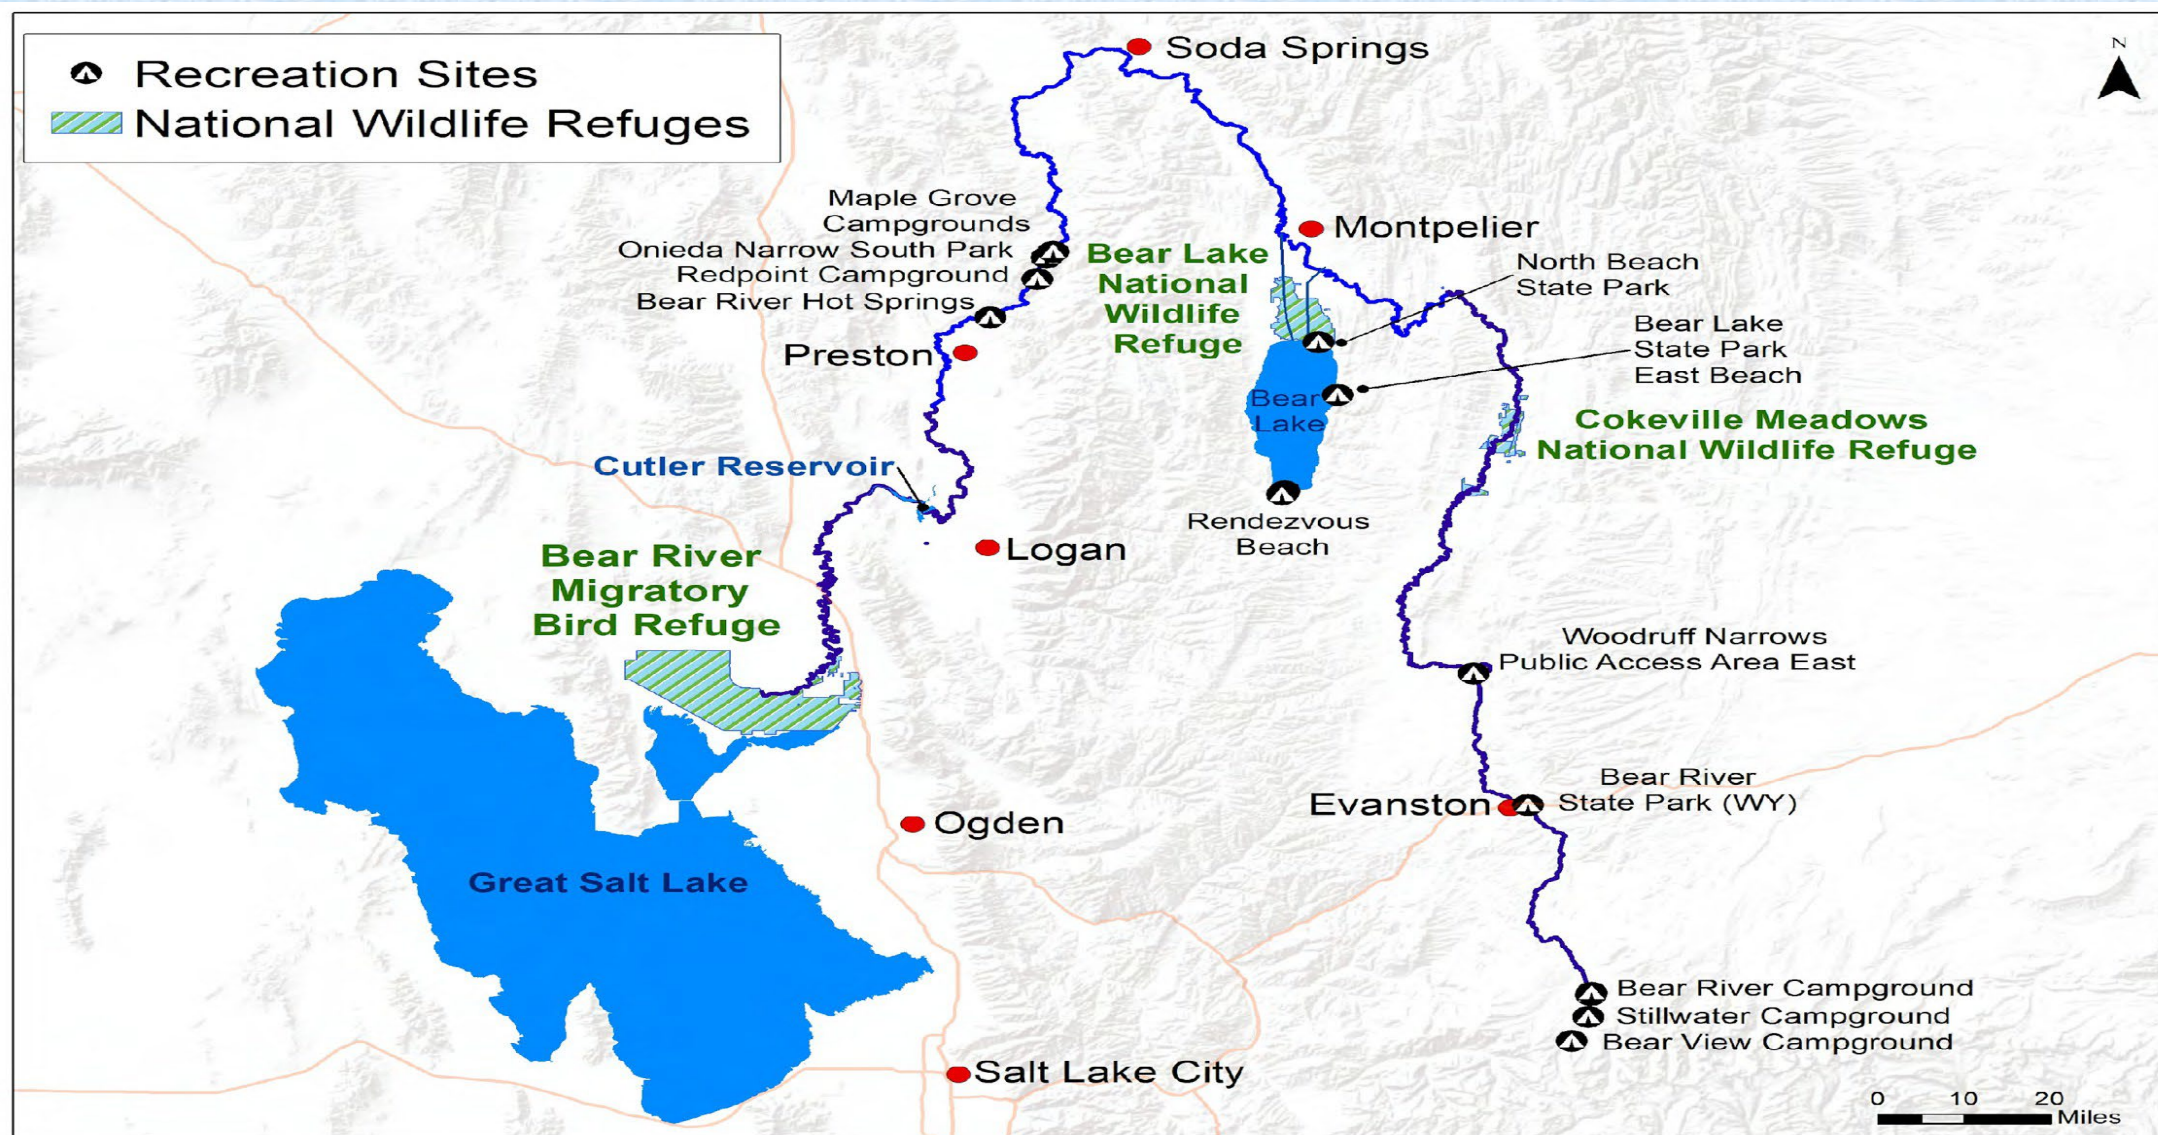 Recreation Sites
National Wildlife Refuges
N
Soda Springs
Maple Grove
Campgrounds
Onieda Narrow South Park
Redpoint Campground
Bear River Hot Springs
Preston
Bear Lake
National
Wildlife
Refuge
Montpelier
North Beach
State Park
Bear Lake
State Park
East Beach
Bear
Lake
Cokeville Meadows
National Wildlife Refuge
Cutler Reservoir
Rendezvous
Beach
Logan
Bear River
Migratory
Bird Refuge
Woodruff Narrows
Public Access Area East
Bear River
State Park (WY)
Evanston
Ogden
Great Salt Lake
Bear River Campground
Stillwater Campground
Bear View Campground
Salt Lake City
0 10 20
Miles